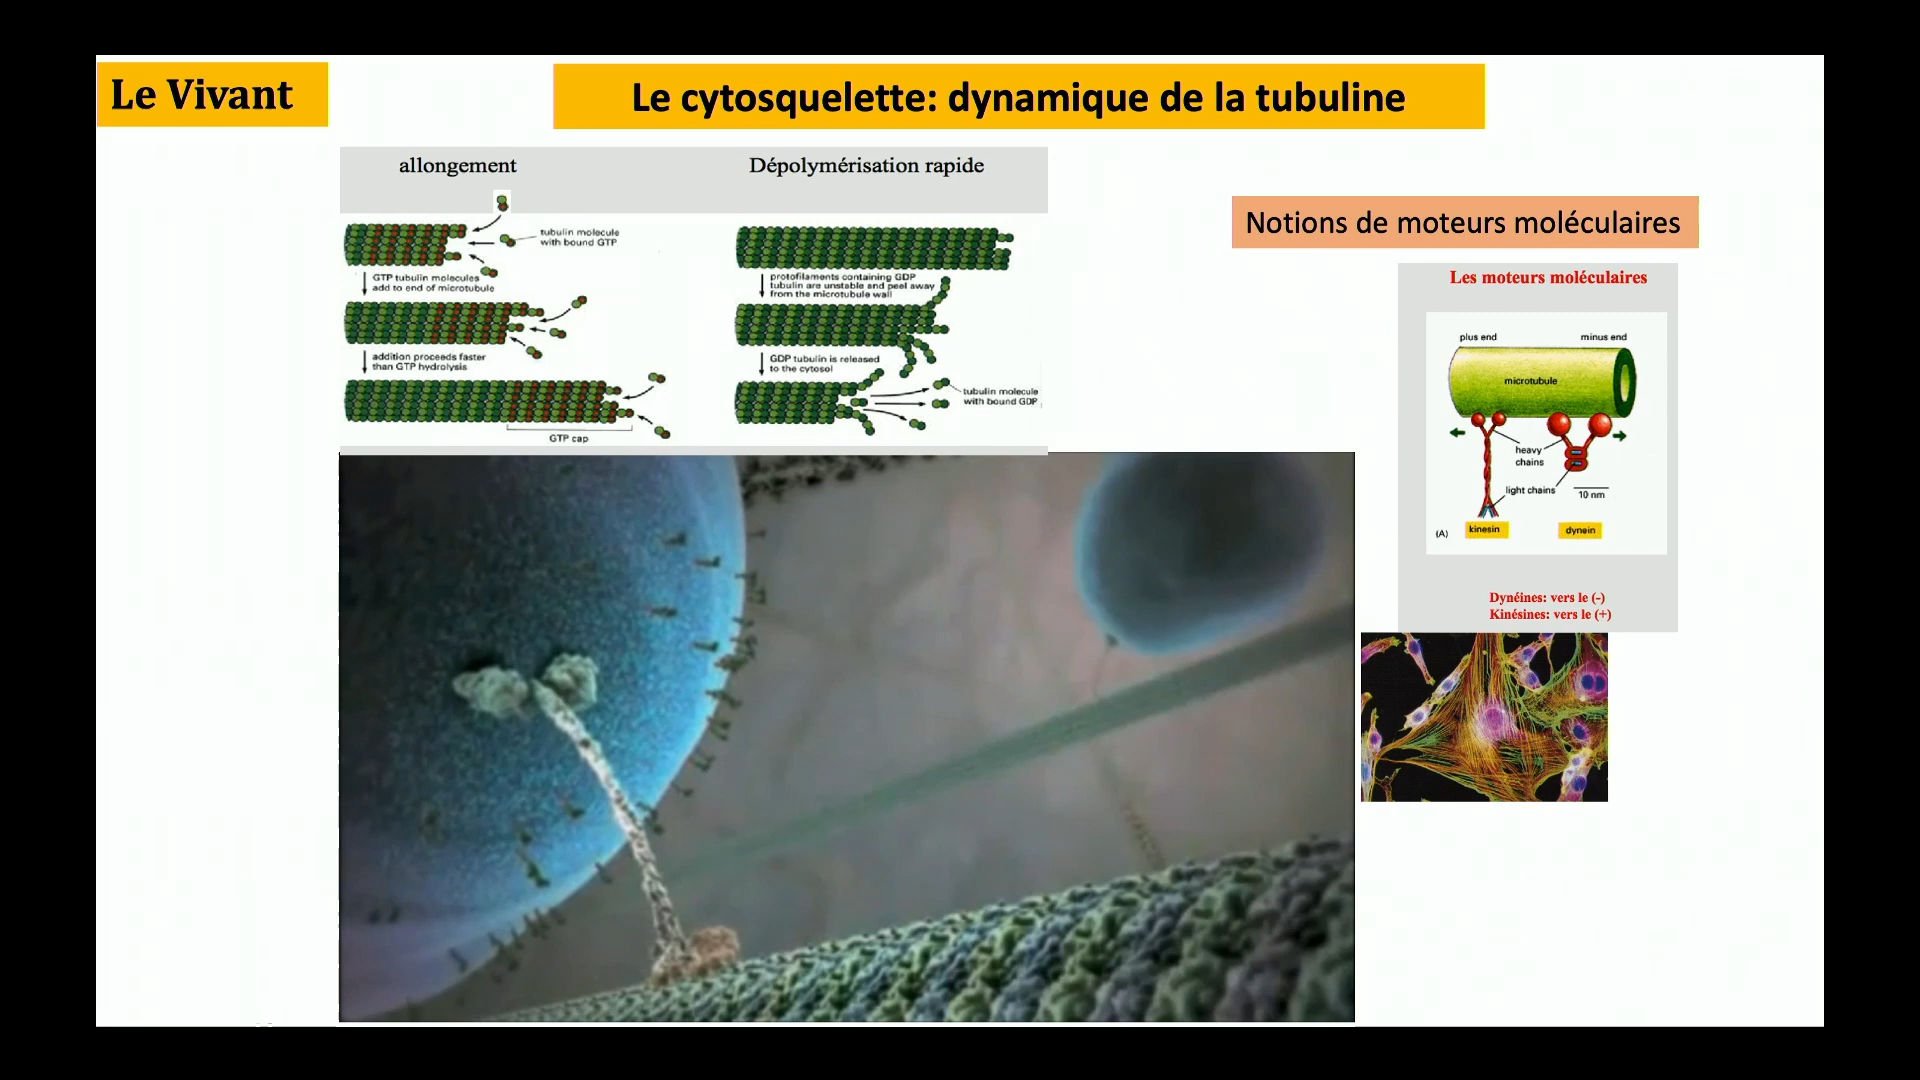 Le Vivant
Le cytosquelette: dynamique de la tubuline
allongement
Dépolymérisation rapide
tubulin molecule
with bound GTP
GTP tubulin molecules
add to end of microtubule
addition proceeds faster
than GTP hydrolysis
GTP cap
protofilaments containing GDP
tubulin are unstable and peel away
from the microtubule wall
GDP tubulin is released
to the cytosol
tubulin molecule
with bound GDP
Notions de moteurs moléculaires
Les moteurs moléculaires
plus end
minus end
microtubule
heavy
chains
light chains
10 nm
(A)
kinesin
dynein
Dynéines: vers le (-)
Kinésines: vers le (+)